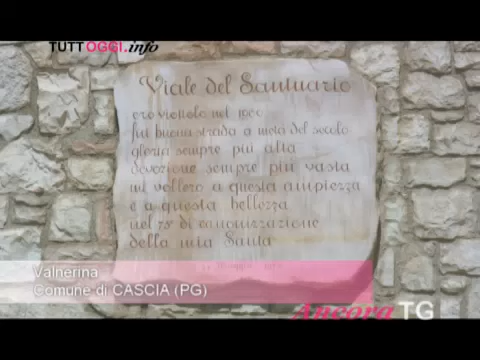 TUTTOGGI.info
Viale del Santuario
ero viottolo nel 1900
fui buona strada a metà del secolo
gloria sempre più alta
devozione sempre più vasta
mi vollero a questa ampiezza
e a questa bellezza
nel 75° di canonizzazione
della mia Santa
Valnerina
Comune di CASCIA (PG)
Ancora TG